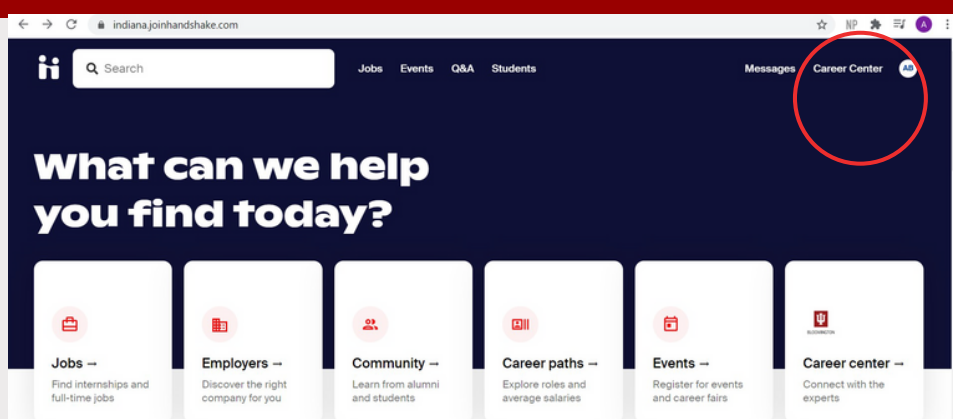 indiana.joinhandshake.com
NP
A
Search
Jobs Events Q&A Students
Messages Career Center AB
What can we help
you find today?
Jobs →
Find internships and
full-time jobs
Employers →
Discover the right
company for you
Community →
Learn from alumni
and students
Career paths →
Explore roles and
average salaries
Events →
Register for events
and career fairs
BLOOMINGTON
Career center →
Connect with the
experts